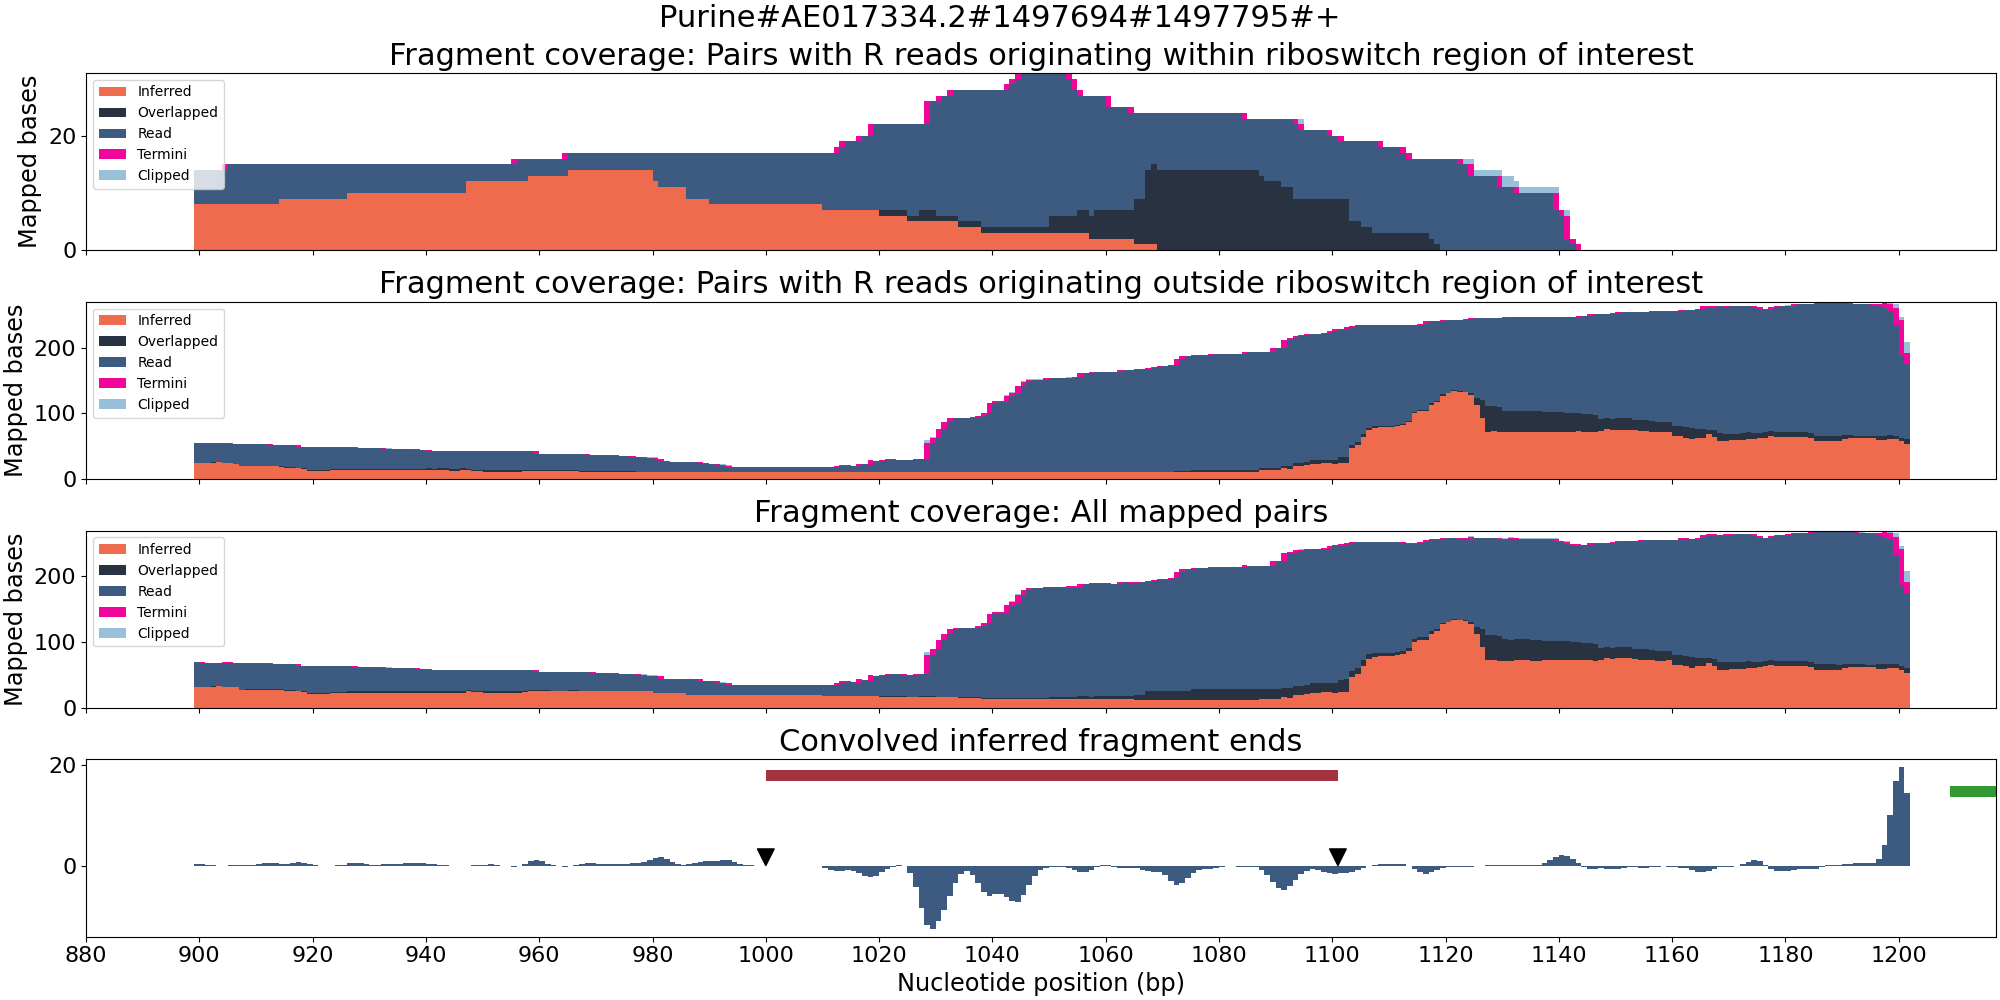 Purine#AE017334.2#1497694#1497795#+
Fragment coverage: Pairs with R reads originating within riboswitch region of interest
Mapped bases
20
0
Inferred
Overlapped
Read
Termini
Clipped
Fragment coverage: Pairs with R reads originating outside riboswitch region of interest
Mapped bases
200
100
0
Inferred
Overlapped
Read
Termini
Clipped
Fragment coverage: All mapped pairs
Mapped bases
200
100
0
Inferred
Overlapped
Read
Termini
Clipped
Convolved inferred fragment ends
20
0
880 900 920 940 960 980 1000 1020 1040 1060 1080 1100 1120 1140 1160 1180 1200
Nucleotide position (bp)